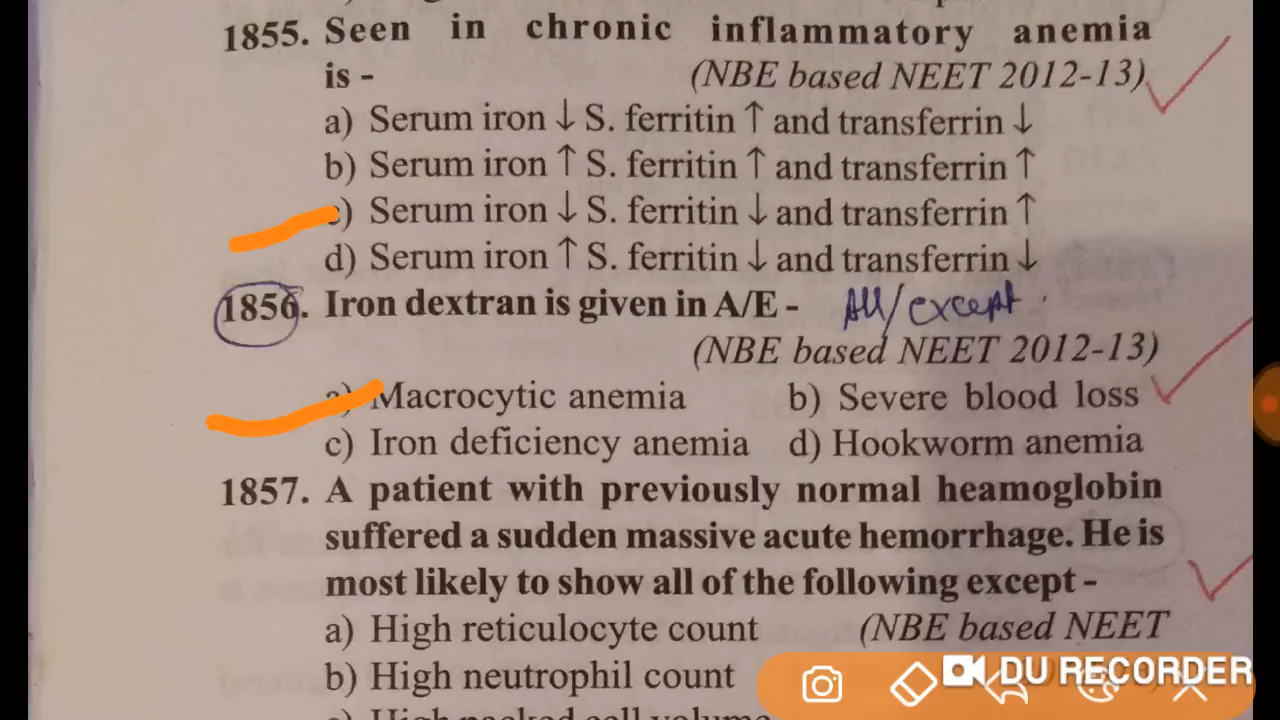 1855. Seen in chronic inflammatory anemia
is - (NBE based NEET 2012-13)
a) Serum iron ↓ S. ferritin ↑ and transferrin ↓
b) Serum iron ↑ S. ferritin ↑ and transferrin ↑
c) Serum iron ↓ S. ferritin ↓ and transferrin ↑
d) Serum iron ↑ S. ferritin ↓ and transferrin ↓
1856. Iron dextran is given in A/E - All/except
(NBE based NEET 2012-13)
a) Macrocytic anemia b) Severe blood loss
c) Iron deficiency anemia d) Hookworm anemia
1857. A patient with previously normal heamoglobin
suffered a sudden massive acute hemorrhage. He is
most likely to show all of the following except -
a) High reticulocyte count (NBE based NEET
b) High neutrophil count
DU RECORDER